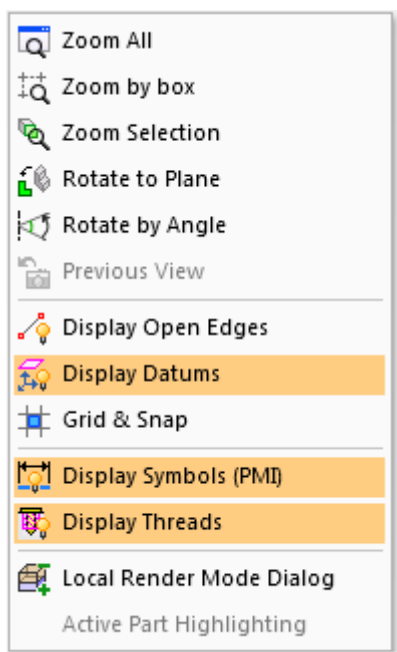 Zoom All
Zoom by box
Zoom Selection
Rotate to Plane
Rotate by Angle
Previous View
Display Open Edges
Display Datums
Grid & Snap
Display Symbols (PMI)
Display Threads
Local Render Mode Dialog
Active Part Highlighting